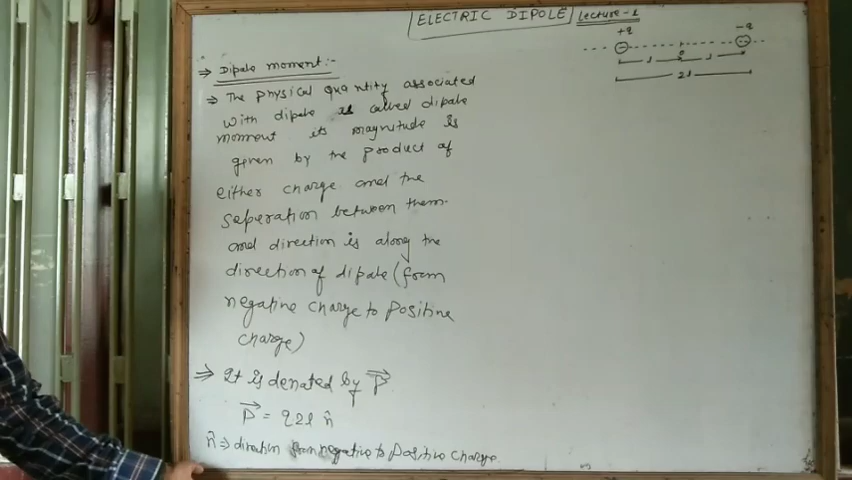 ELECTRIC DIPOLE Lecture-1
+q -q
⇒ Dipole moment:-
l o l
2l
⇒ The physical quantity associated
with dipole is called dipole
moment its magnitude is
given by the product of
either charge and the
seperation between them.
and direction is along the
direction of dipole (from
negative charge to positive
charge)
⇒ It is denoted by P⃗
P⃗ = q2l n̂
n̂ ⇒ direction from negative to positive charge.